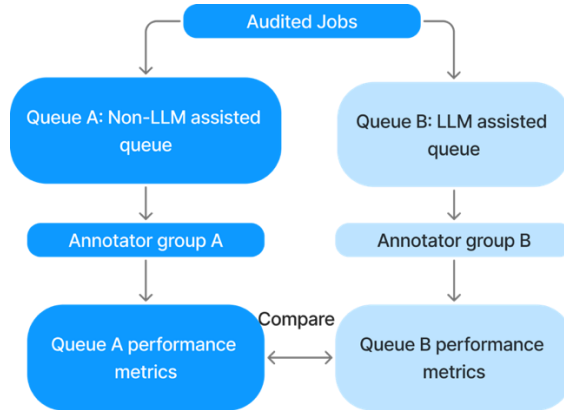 Audited Jobs
Queue A: Non-LLM assisted
queue
Queue B: LLM assisted
queue
Annotator group A
Annotator group B
Compare
Queue A performance
metrics
Queue B performance
metrics